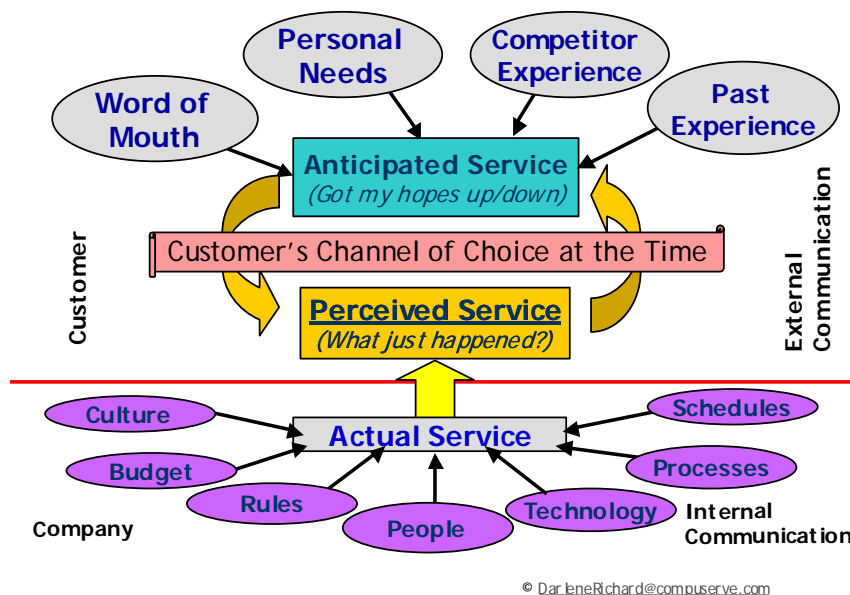 Personal
Needs
Competitor
Experience
Word of
Mouth
Past
Experience
Anticipated Service
(Got my hopes up/down)
Customer's Channel of Choice at the Time
Customer
External
Communication
Perceived Service
(What just happened?)
Culture
Schedules
Actual Service
Budget
Processes
Rules
People
Technology
Company
Internal
Communication
© DarleneRichard@compuserve.com